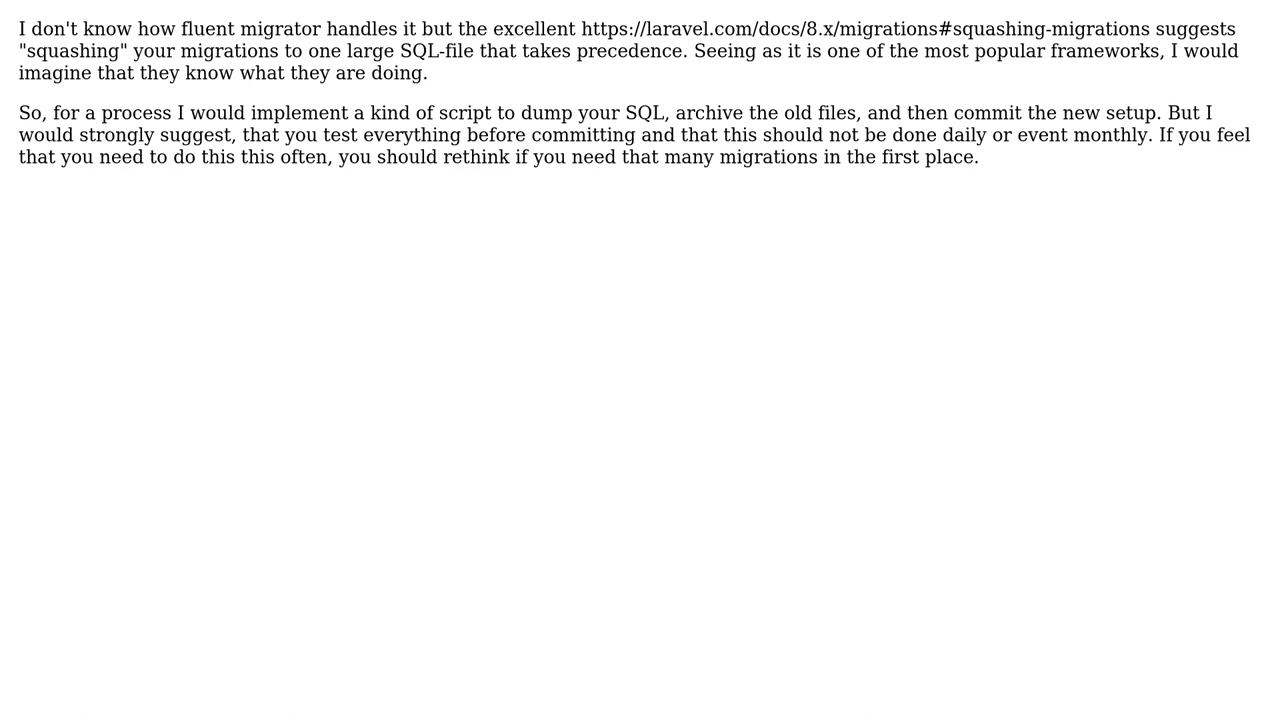 I don't know how fluent migrator handles it but the excellent https://laravel.com/docs/8.x/migrations#squashing-migrations suggests
"squashing" your migrations to one large SQL-file that takes precedence. Seeing as it is one of the most popular frameworks, I would
imagine that they know what they are doing.
So, for a process I would implement a kind of script to dump your SQL, archive the old files, and then commit the new setup. But I
would strongly suggest, that you test everything before committing and that this should not be done daily or event monthly. If you feel
that you need to do this this often, you should rethink if you need that many migrations in the first place.